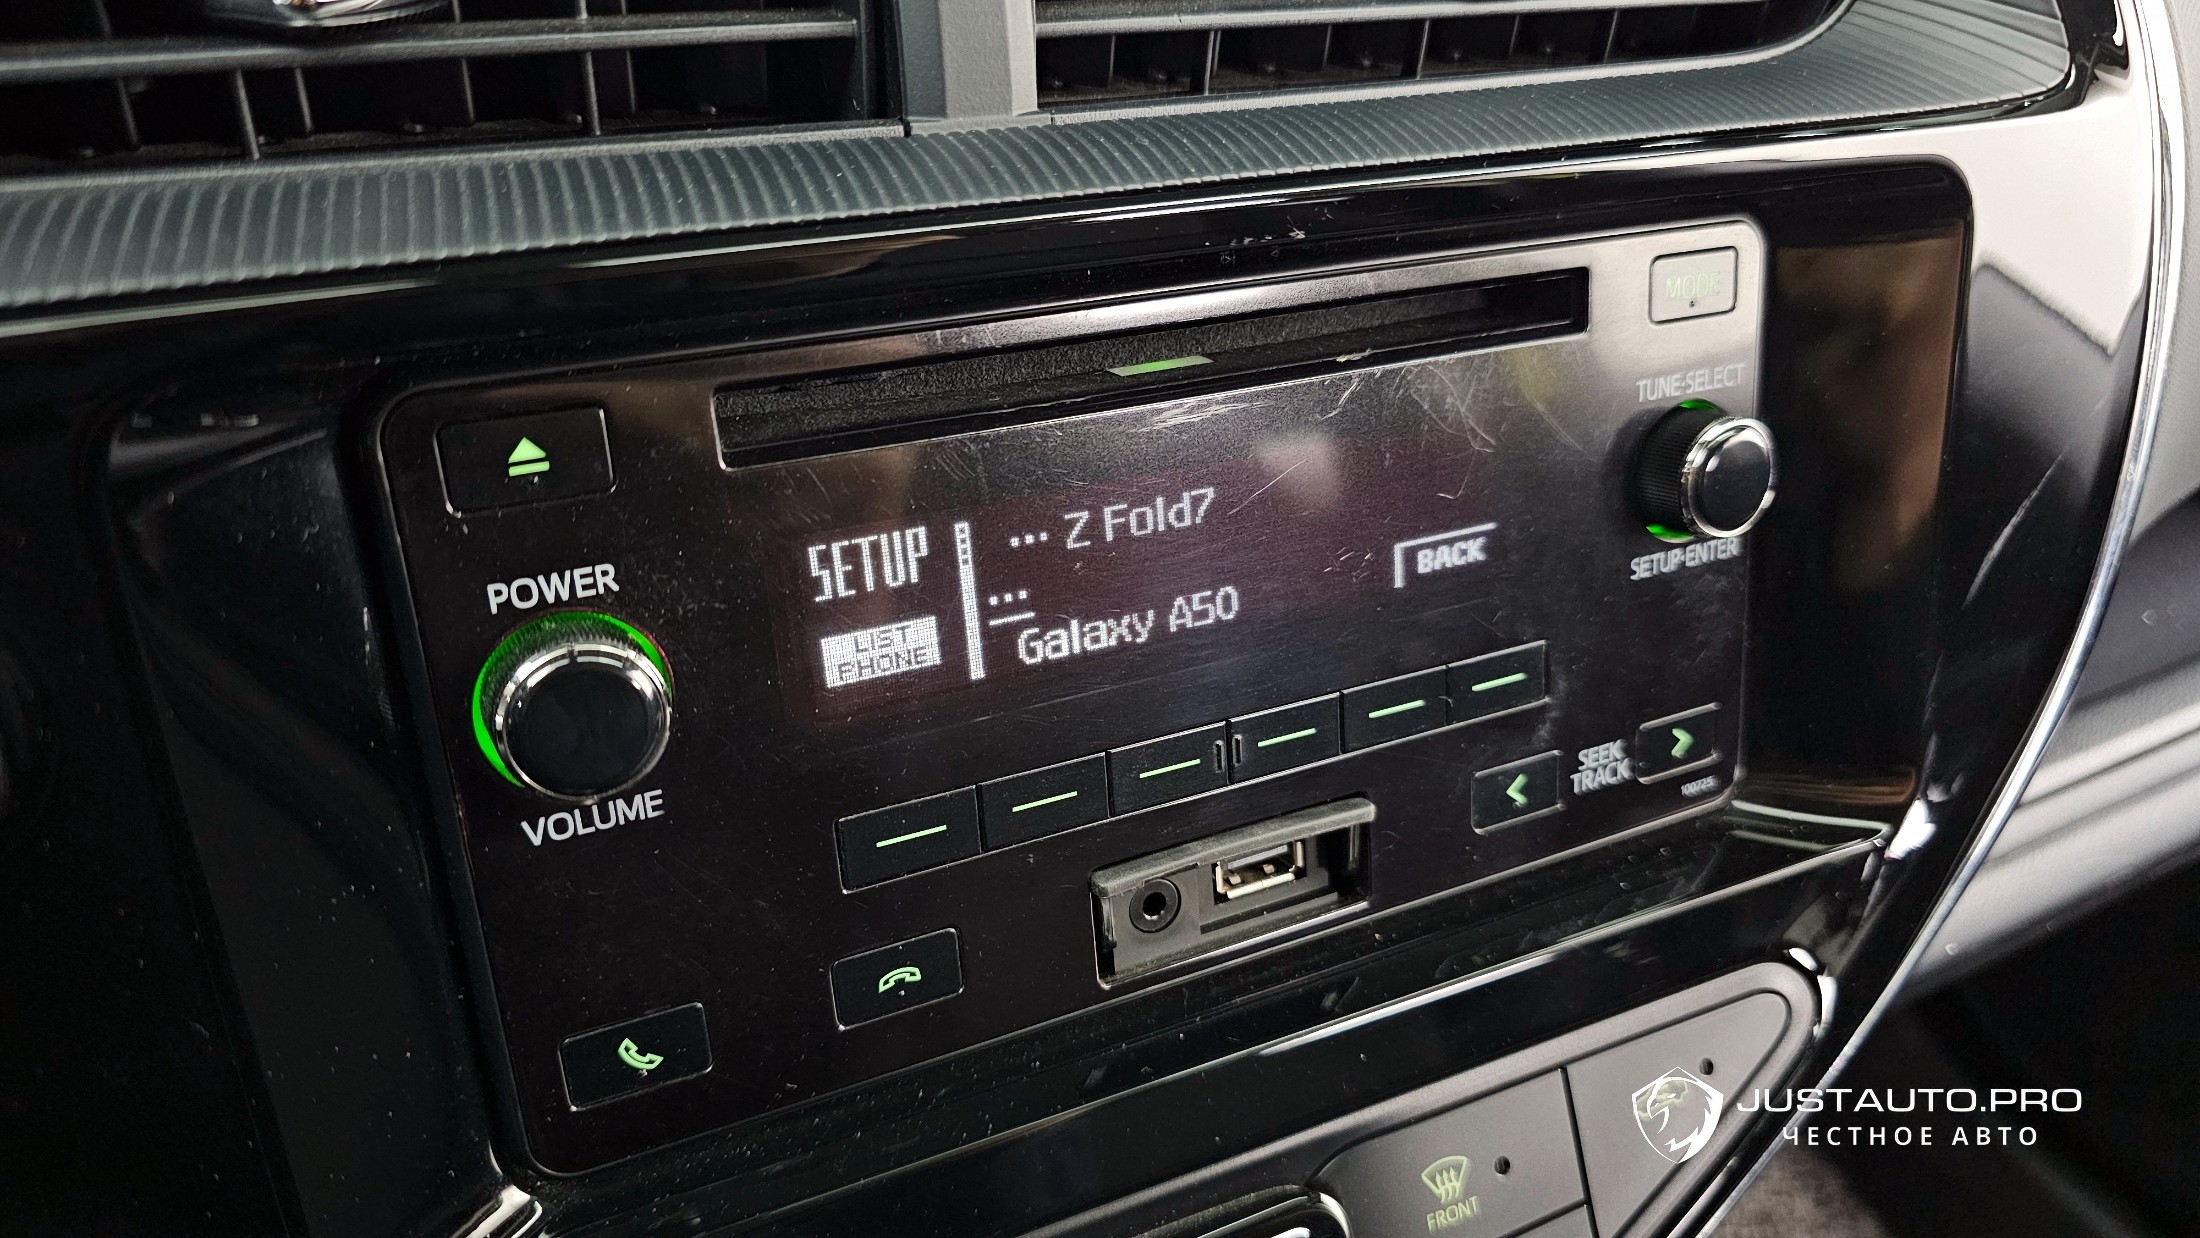 MODE
TUNE·SELECT
SETUP·ENTER
POWER
VOLUME
SETUP
LIST
PHONE
... Z Fold7
...
Galaxy A50
BACK
SEEK
TRACK
100725
FRONT
JUSTAUTO.PRO
ЧЕСТНОЕ АВТО